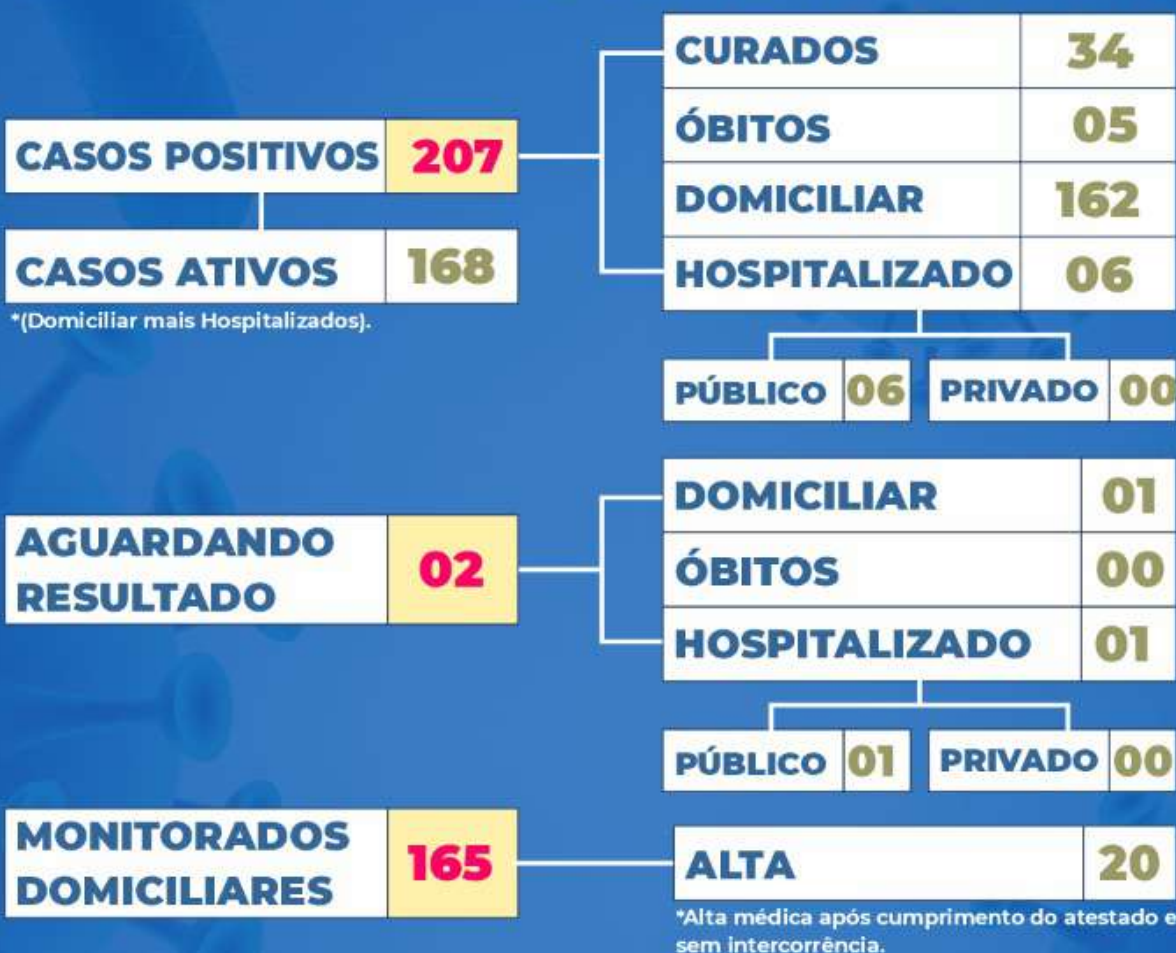 CASOS POSITIVOS 207
CASOS ATIVOS 168
*(Domiciliar mais Hospitalizados).
CURADOS 34
ÓBITOS 05
DOMICILIAR 162
HOSPITALIZADO 06
PÚBLICO 06 PRIVADO 00
AGUARDANDO
RESULTADO 02
DOMICILIAR 01
ÓBITOS 00
HOSPITALIZADO 01
PÚBLICO 01 PRIVADO 00
MONITORADOS
DOMICILIARES 165
ALTA 20
*Alta médica após cumprimento do atestado e
sem intercorrência.